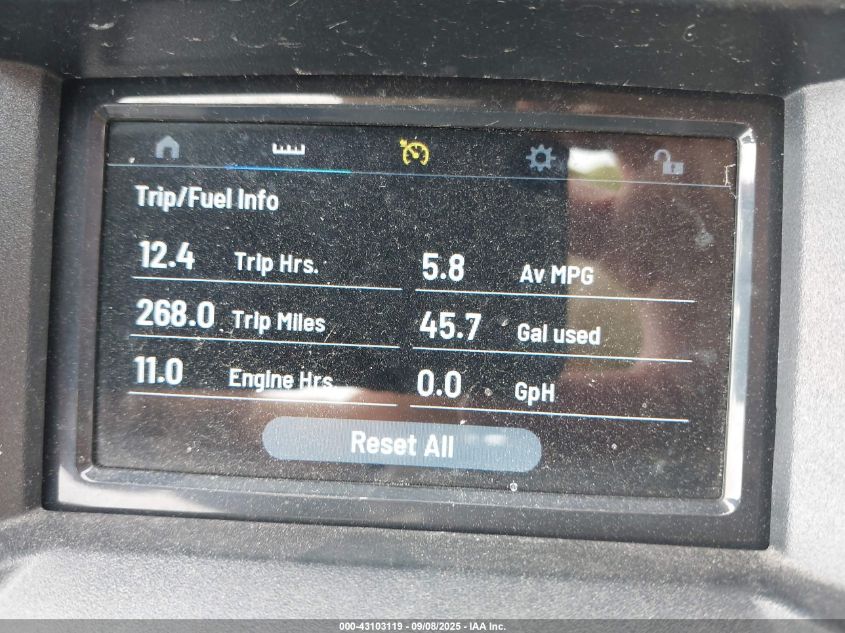 Trip/Fuel Info
12.4 Trip Hrs. 5.8 Av MPG
268.0 Trip Miles 45.7 Gal used
11.0 Engine Hrs 0.0 GpH
Reset All
000-43103119 - 09/08/2025 - IAA Inc.